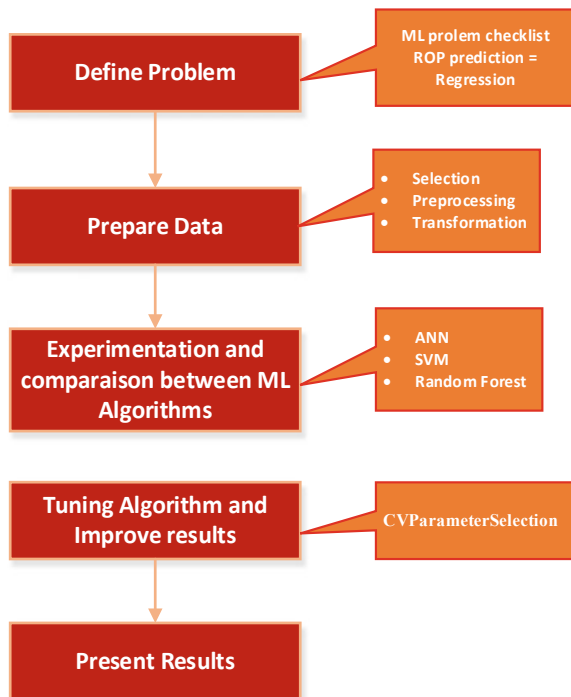 Define Problem
ML prolem checklist
ROP prediction =
Regression
Prepare Data
• Selection
• Preprocessing
• Transformation
Experimentation and
comparaison between ML
Algorithms
• ANN
• SVM
• Random Forest
Tuning Algorithm and
Improve results
CVParameterSelection
Present Results